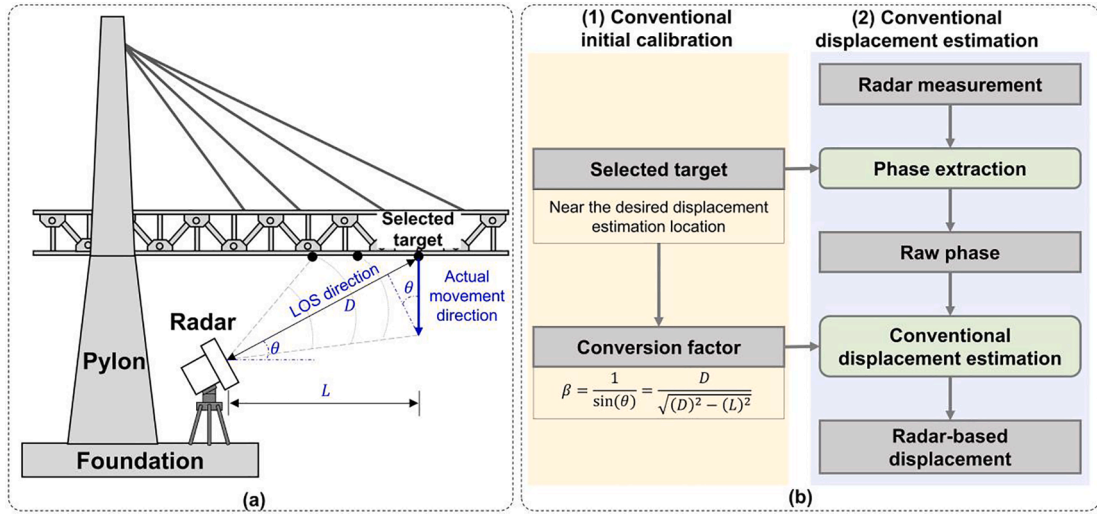 Selected
target
LOS direction
D
θ
Actual
movement
direction
Radar
θ
Pylon
L
Foundation
(a)
(1) Conventional
initial calibration
Selected target
Near the desired displacement
estimation location
Conversion factor
β = 1/sin(θ) = D/√((D)² − (L)²)
(2) Conventional
displacement estimation
Radar measurement
Phase extraction
Raw phase
Conventional
displacement estimation
Radar-based
displacement
(b)